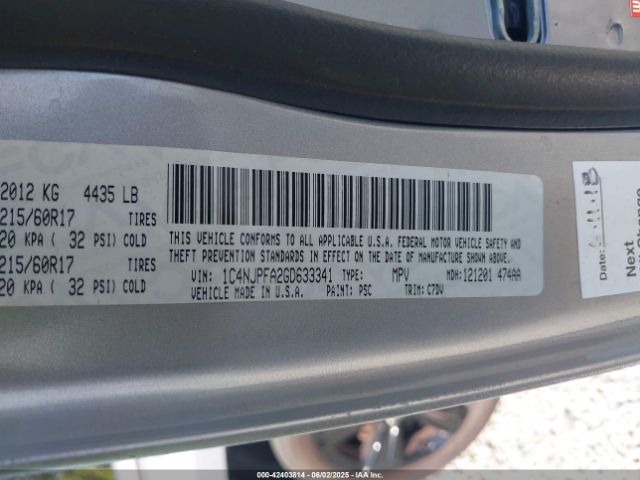 2012 KG 4435 LB
215/60R17 TIRES
20 KPA ( 32 PSI) COLD
215/60R17 TIRES
20 KPA ( 32 PSI) COLD
THIS VEHICLE CONFORMS TO ALL APPLICABLE U.S.A. FEDERAL MOTOR VEHICLE SAFETY AND
THEFT PREVENTION STANDARDS IN EFFECT ON THE DATE OF MANUFACTURE SHOWN ABOVE.
VIN: 1C4NJPFA2GD633341 TYPE: MPV MDH: 121201 474AA
VEHICLE MADE IN U.S.A. PAINT: PSC TRIM: C7DV
Date:
Next
000-42403814 - 06/02/2025 - IAAI.com